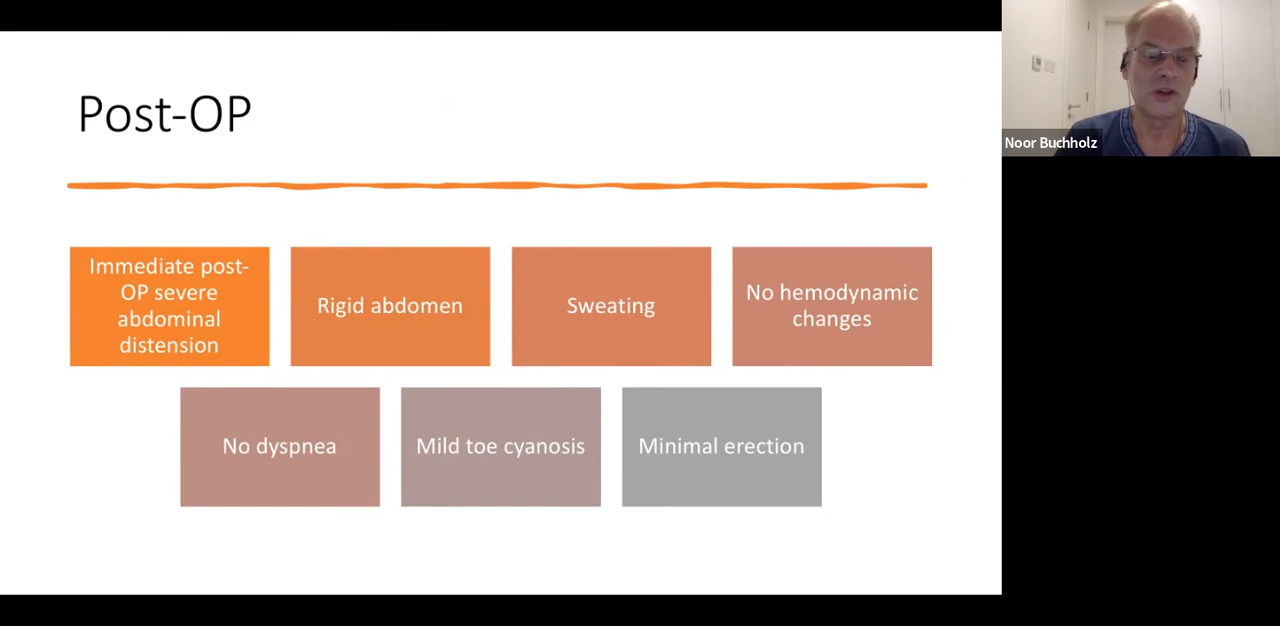 Post-OP
Noor Buchholz
Immediate post-
OP severe
abdominal
distension
Rigid abdomen
Sweating
No hemodynamic
changes
No dyspnea
Mild toe cyanosis
Minimal erection